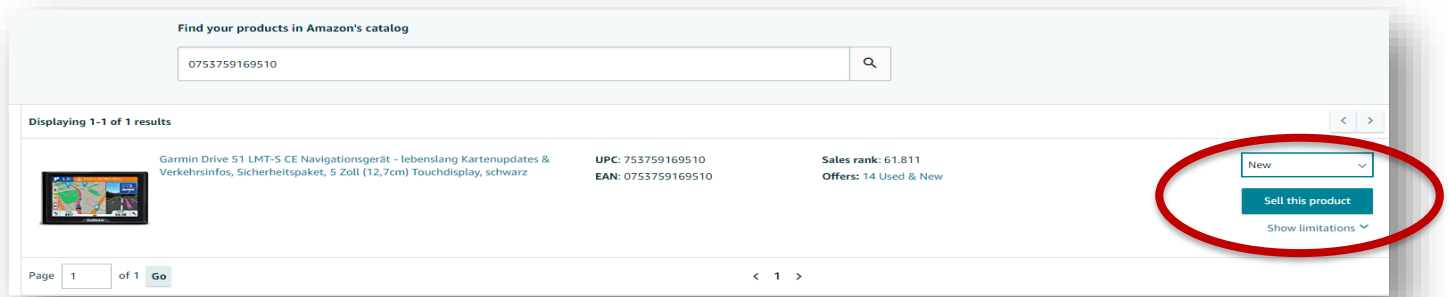 Find your products in Amazon's catalog
0753759169510
Displaying 1-1 of 1 results
Garmin Drive 51 LMT-S CE Navigationsgerät - lebenslang Kartenupdates &
Verkehrsinfos, Sicherheitspaket, 5 Zoll (12,7cm) Touchdisplay, schwarz
UPC: 753759169510
EAN: 0753759169510
Sales rank: 61.811
Offers: 14 Used & New
New
Sell this product
Show limitations
Page 1 of 1 Go
< 1 >